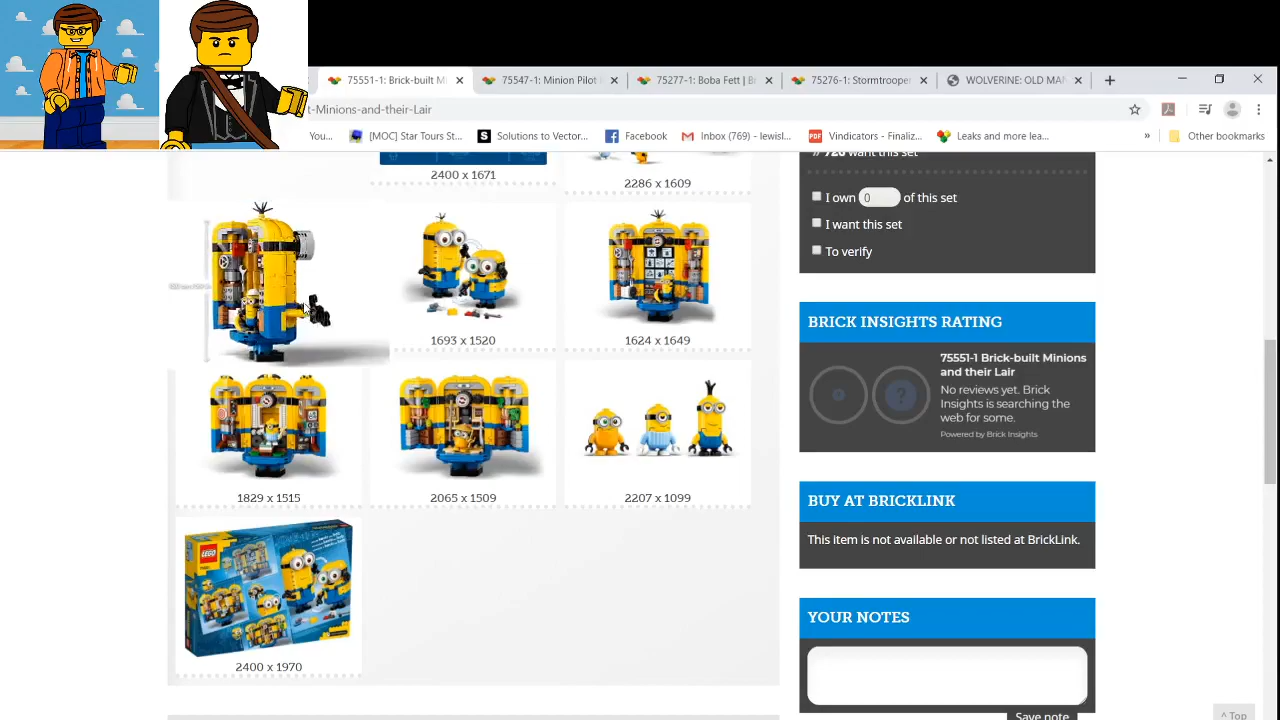 75551-1: Brick-built M
75547-1: Minion Pilot
75277-1: Boba Fett | B
75276-1: Stormtrooper
WOLVERINE: OLD MAN
t-Minions-and-their-Lair
You...
[MOC] Star Tours St...
Solutions to Vector...
Facebook
Inbox (769) - lewisl...
Vindicators - Finaliz...
Leaks and more lea...
»
Other bookmarks
2400 x 1671
2286 x 1609
720 want this set
I own 0 of this set
I want this set
To verify
1693 x 1520
1624 x 1649
BRICK INSIGHTS RATING
75551-1 Brick-built Minions
and their Lair
No reviews yet. Brick
Insights is searching the
web for some.
Powered by Brick Insights
1829 x 1515
2065 x 1509
2207 x 1099
BUY AT BRICKLINK
This item is not available or not listed at BrickLink.
LEGO
2400 x 1970
YOUR NOTES
Save note
^ Top